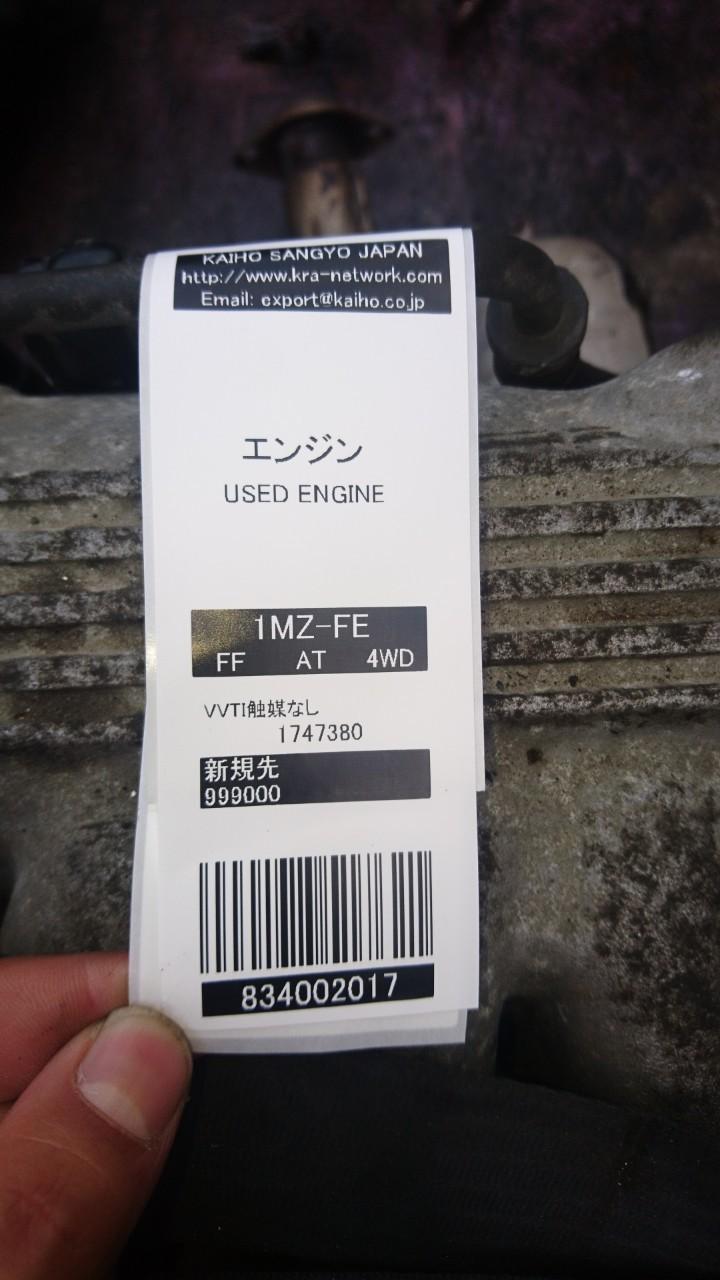 KAIHO SANGYO JAPAN
http://www.kra-network.com
Email: export@kaiho.co.jp
エンジン
USED ENGINE
1MZ-FE
FF AT 4WD
VVTI触媒なし
1747380
新規先
999000
834002017